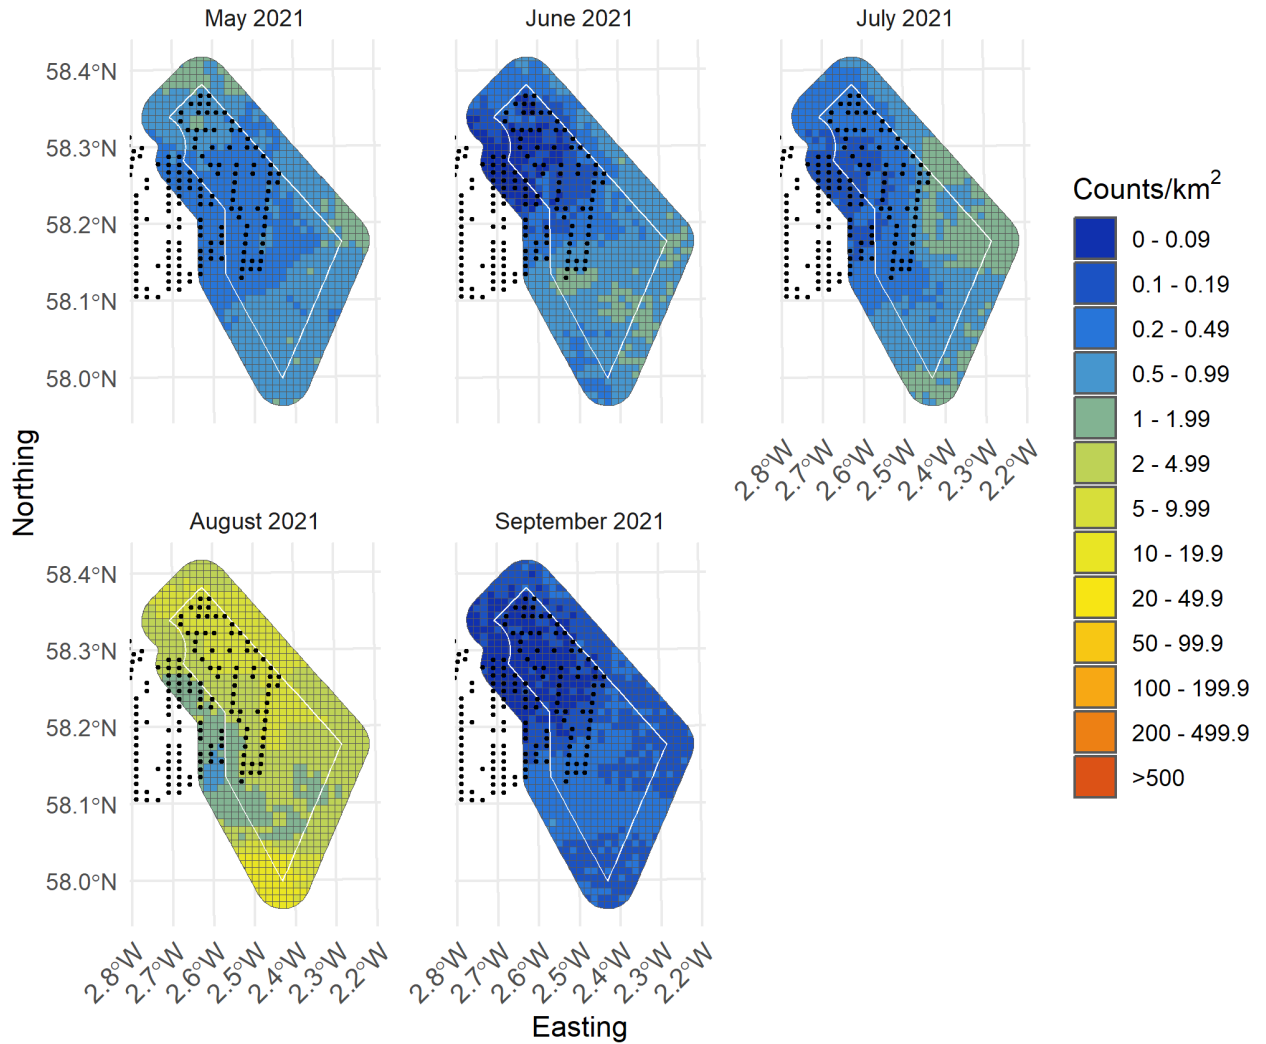 May 2021
June 2021
July 2021
58.4°N
58.3°N
58.2°N
58.1°N
58.0°N
2.8°W
2.7°W
2.6°W
2.5°W
2.4°W
2.3°W
2.2°W
Northing
August 2021
September 2021
58.4°N
58.3°N
58.2°N
58.1°N
58.0°N
2.8°W
2.7°W
2.6°W
2.5°W
2.4°W
2.3°W
2.2°W
2.8°W
2.7°W
2.6°W
2.5°W
2.4°W
2.3°W
2.2°W
Easting
Counts/km²
0 - 0.09
0.1 - 0.19
0.2 - 0.49
0.5 - 0.99
1 - 1.99
2 - 4.99
5 - 9.99
10 - 19.9
20 - 49.9
50 - 99.9
100 - 199.9
200 - 499.9
>500